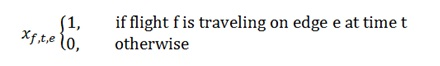 x_{f,t,e} {1, if flight f is traveling on edge e at time t
0, otherwise